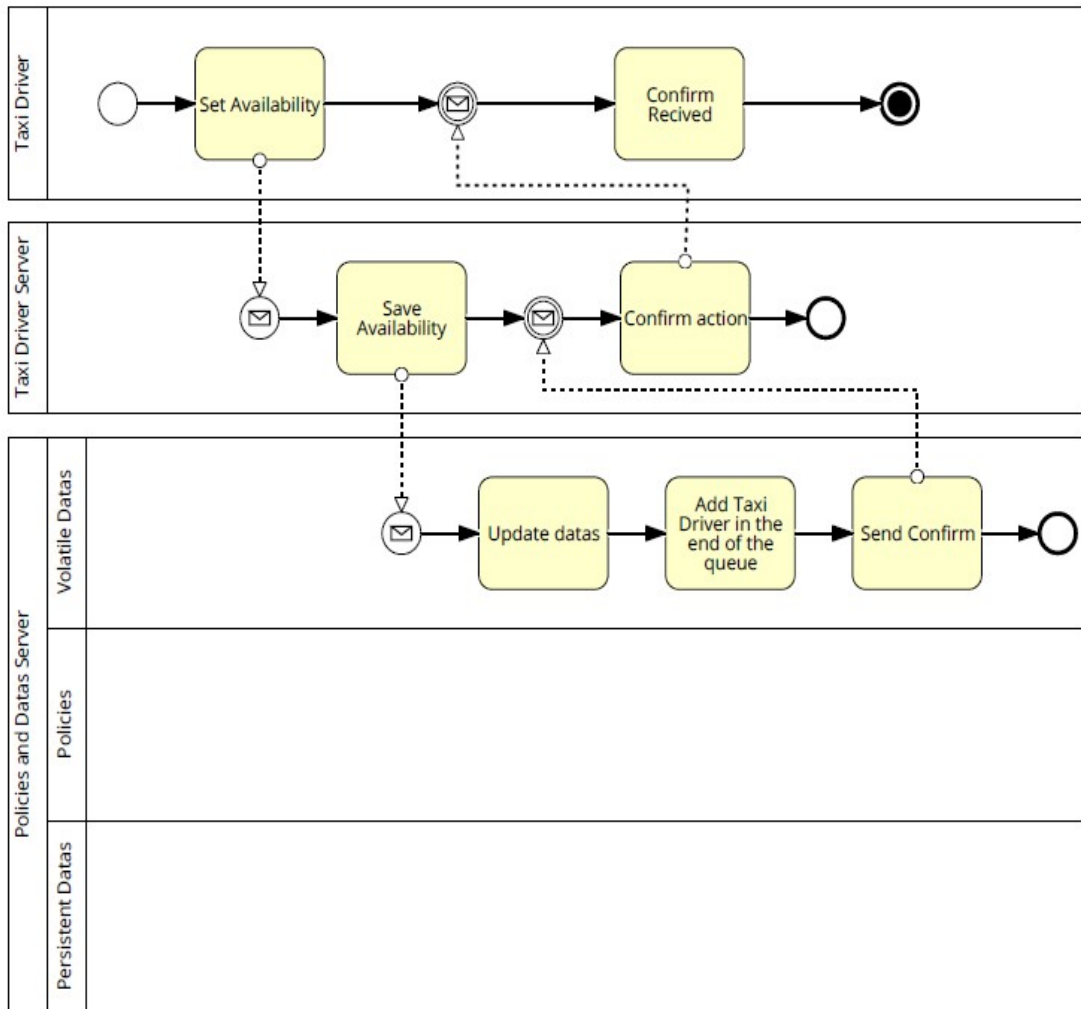 Taxi Driver
Set Availability
Confirm
Recived
Taxi Driver Server
Save
Availability
Confirm action
Policies and Datas Server
Volatile Datas
Update datas
Add Taxi
Driver in the
end of the
queue
Send Confirm
Policies
Persistent Datas